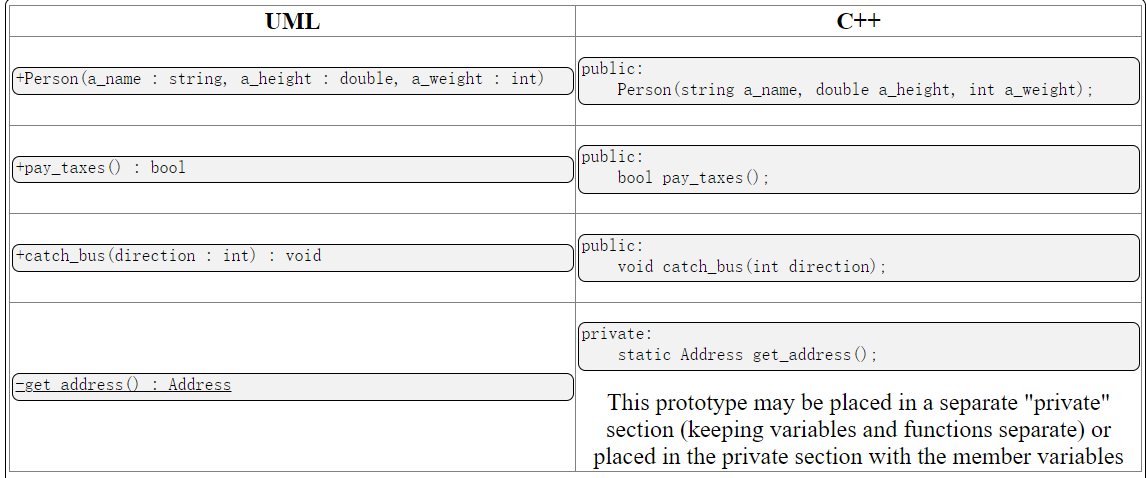 UML
C++
+Person(a_name : string, a_height : double, a_weight : int)
public:
    Person(string a_name, double a_height, int a_weight);
+pay_taxes() : bool
public:
    bool pay_taxes();
+catch_bus(direction : int) : void
public:
    void catch_bus(int direction);
-get_address() : Address
private:
    static Address get_address();
This prototype may be placed in a separate "private"
section (keeping variables and functions separate) or
placed in the private section with the member variables